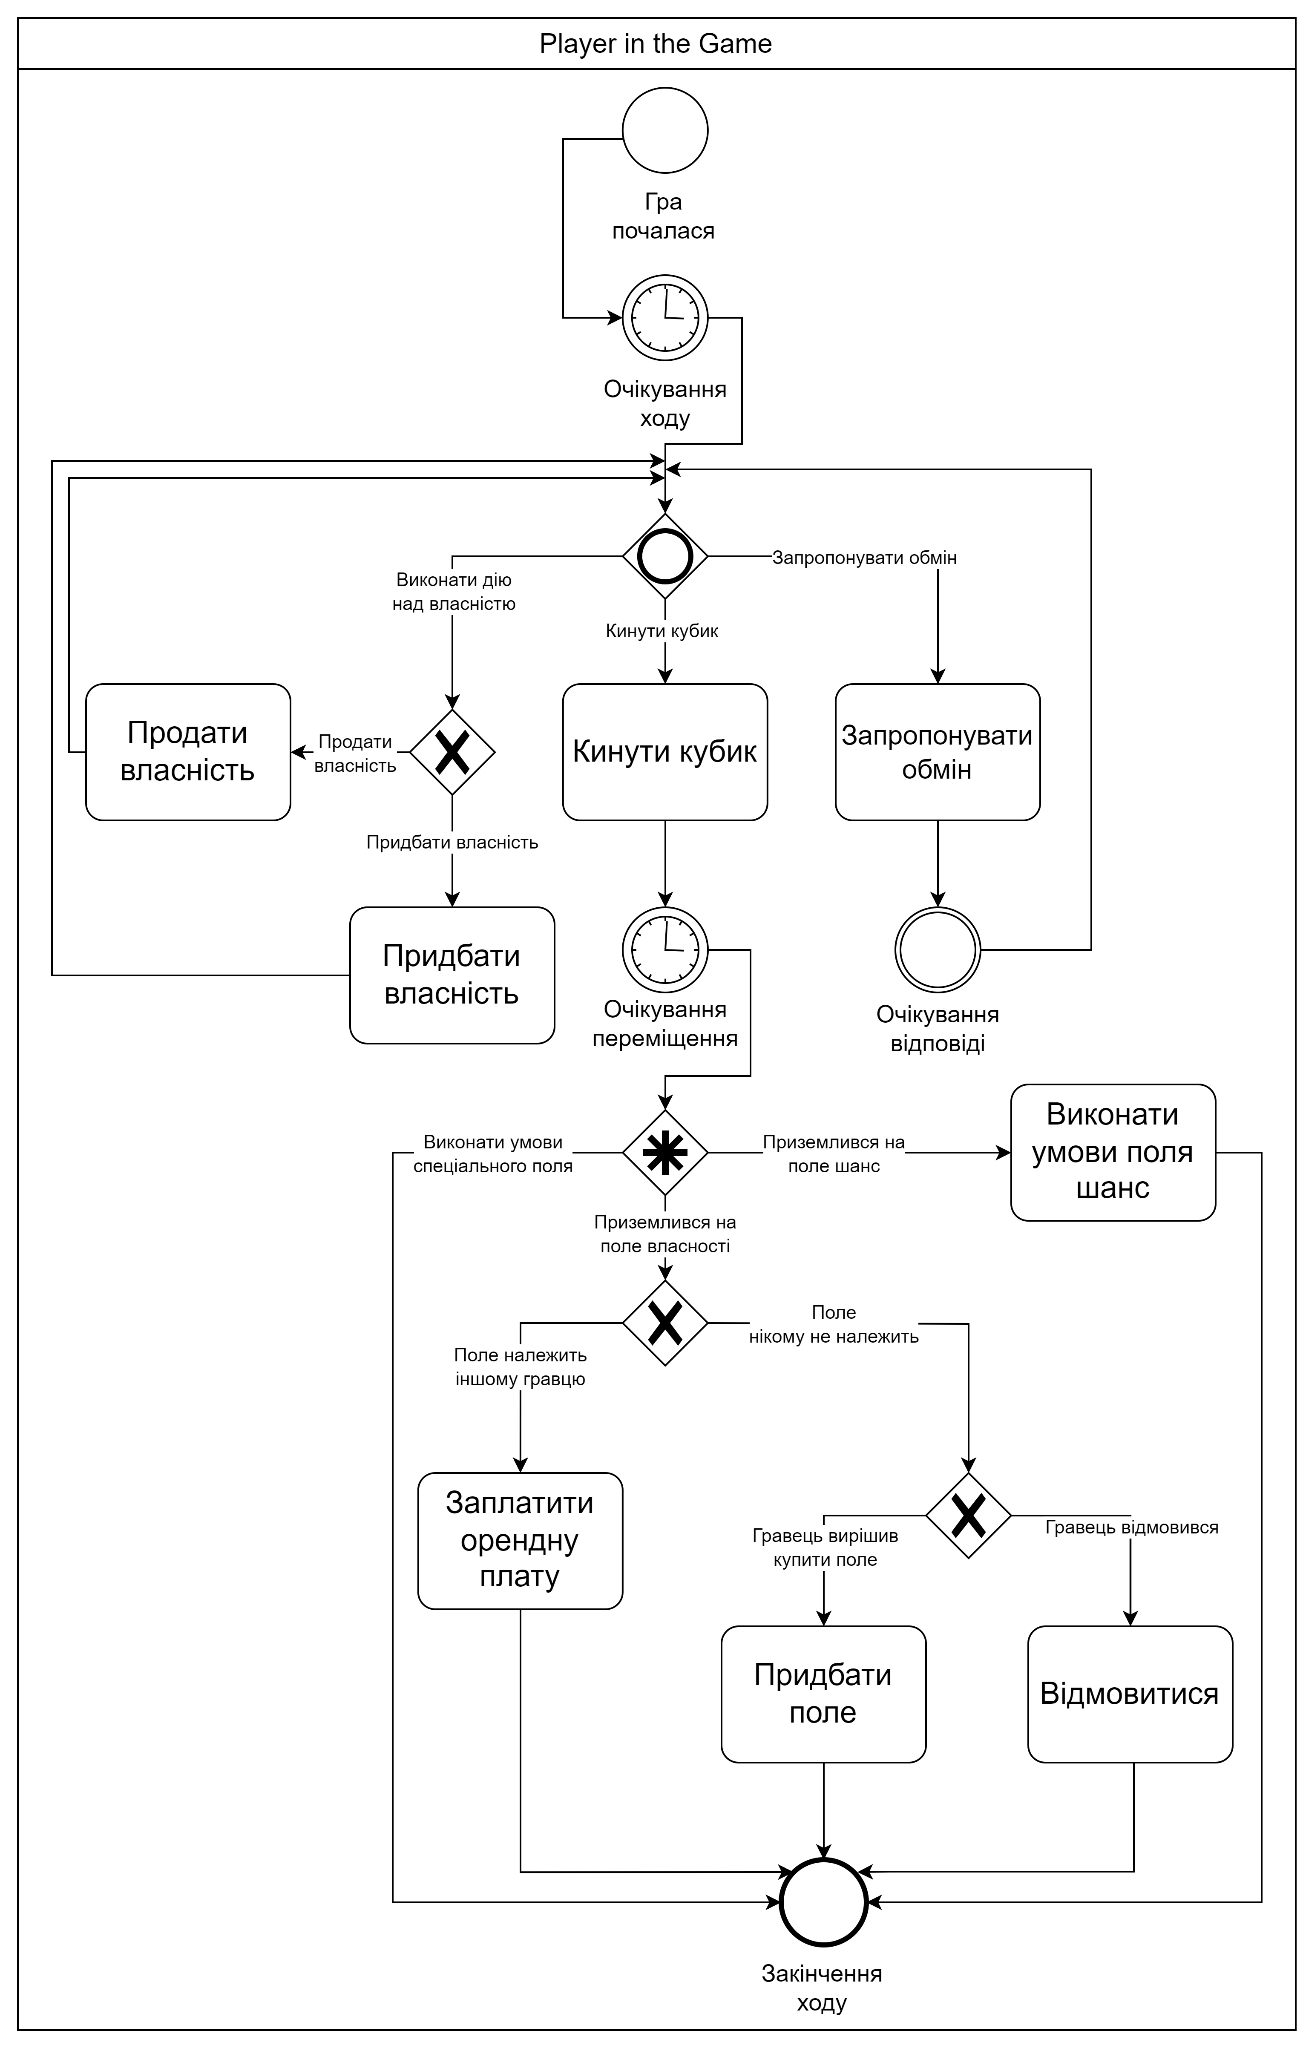 Player in the Game
Гра
почалася
Очікування
ходу
Виконати дію
над власністю
Запропонувати обмін
Кинути кубик
Продати
власність
Продати
власність
Кинути кубик
Запропонувати
обмін
Придбати власність
Придбати
власність
Очікування
переміщення
Очікування
відповіді
Виконати умови
спеціального поля
Приземлився на
поле шанс
Виконати
умови поля
шанс
Приземлився на
поле власності
Поле
нікому не належить
Поле належить
іншому гравцю
Заплатити
орендну
плату
Гравець вирішив
купити поле
Гравець відмовився
Придбати
поле
Відмовитися
Закінчення
ходу